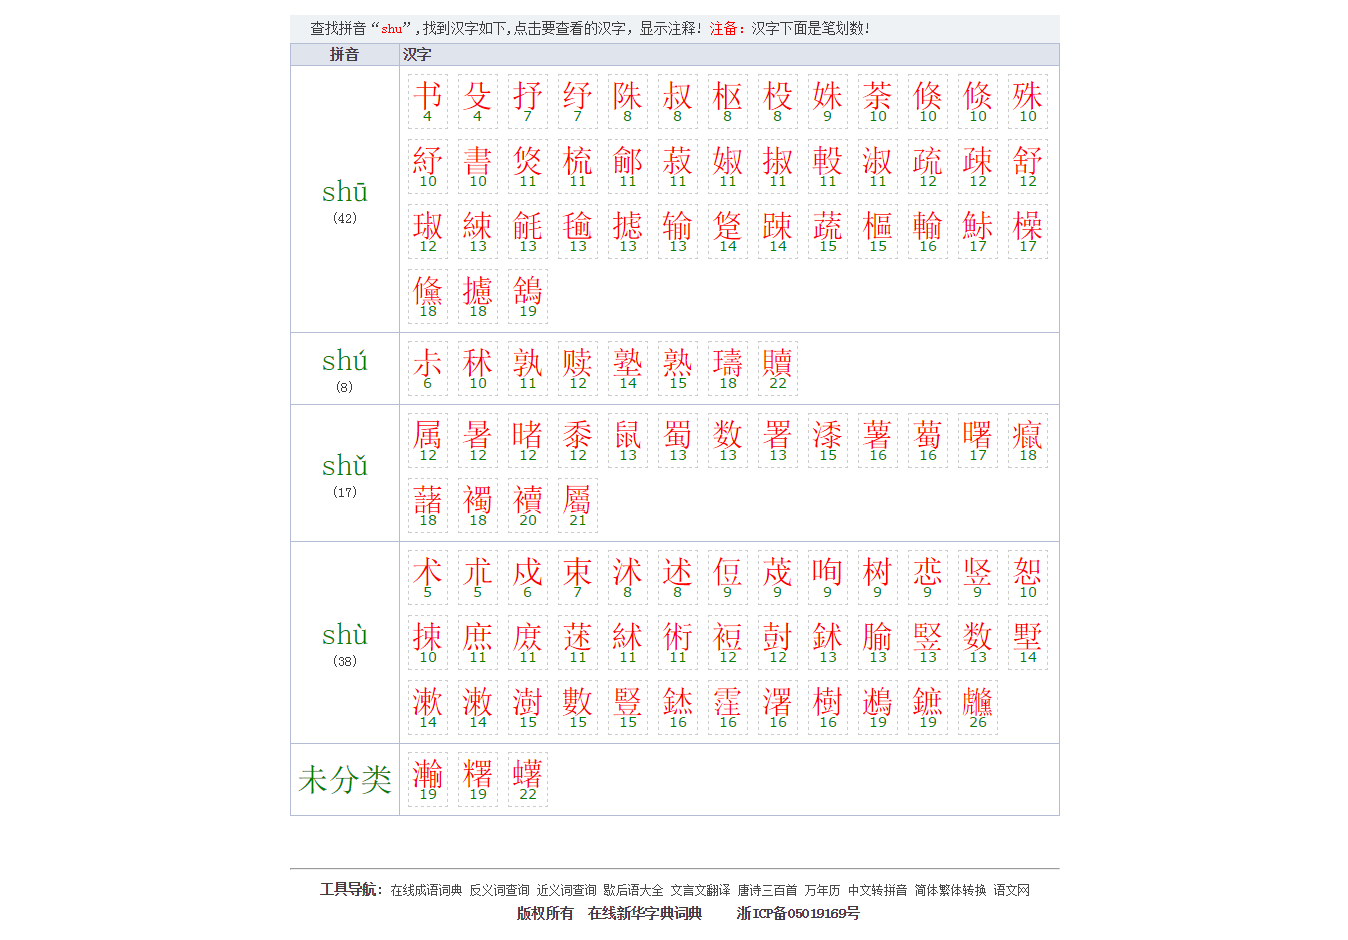 查找拼音“shu”,找到汉字如下,点击要查看的汉字，显示注释！注备：汉字下面是笔划数！
拼音 汉字
shū
(42)
书 殳 抒 纾 陎 叔 枢 杸 姝 荼 倏 倐 殊
4 4 7 7 8 8 8 8 9 10 10 10 10
紓 書 焂 梳 鄃 菽 婌 掓 軗 淑 疏 疎 舒
10 10 11 11 11 11 11 11 11 11 12 12 12
琡 綀 毹 毺 摅 输 跾 踈 蔬 樞 輸 鮛 橾
12 13 13 13 13 13 14 14 15 15 16 17 17
儵 攄 鵨
18 18 19
shú
(8)
尗 秫 孰 赎 塾 熟 璹 贖
6 10 11 12 14 15 18 22
shǔ
(17)
属 暑 暏 黍 鼠 蜀 数 署 潻 薯 薥 曙 癙
12 12 12 12 13 13 13 13 15 16 16 17 18
藷 襡 襩 屬
18 18 20 21
shù
(38)
术 朮 戍 束 沭 述 侸 荗 咰 树 怷 竖 恕
5 5 6 7 8 8 9 9 9 9 9 9 10
捒 庶 庻 蒁 絉 術 裋 尌 鉥 腧 竪 数 墅
10 11 11 11 11 11 12 12 13 13 13 13 14
漱 潄 澍 數 豎 錰 霔 濖 樹 鶐 鏣 虪
14 14 15 15 15 16 16 16 16 19 19 26
未分类
瀭 糬 蠴
19 19 22
工具导航： 在线成语词典 反义词查询 近义词查询 歇后语大全 文言文翻译 唐诗三百首 万年历 中文转拼音 简体繁体转换 语文网
版权所有 在线新华字典词典 浙ICP备05019169号